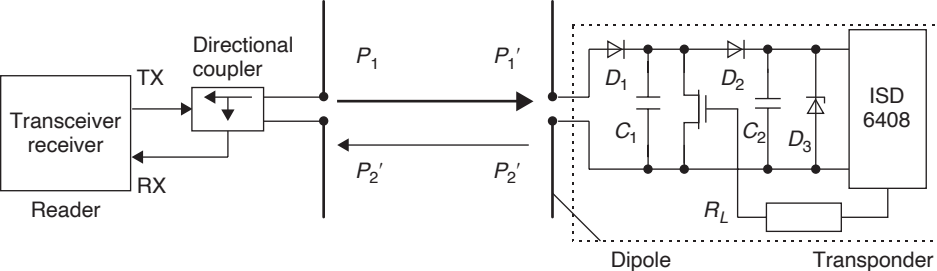 Directional
coupler
TX
Transceiver
receiver
RX
Reader
P1
P1′
P2′
P2′
D1
D2
C1
C2
D3
ISD
6408
RL
Dipole
Transponder